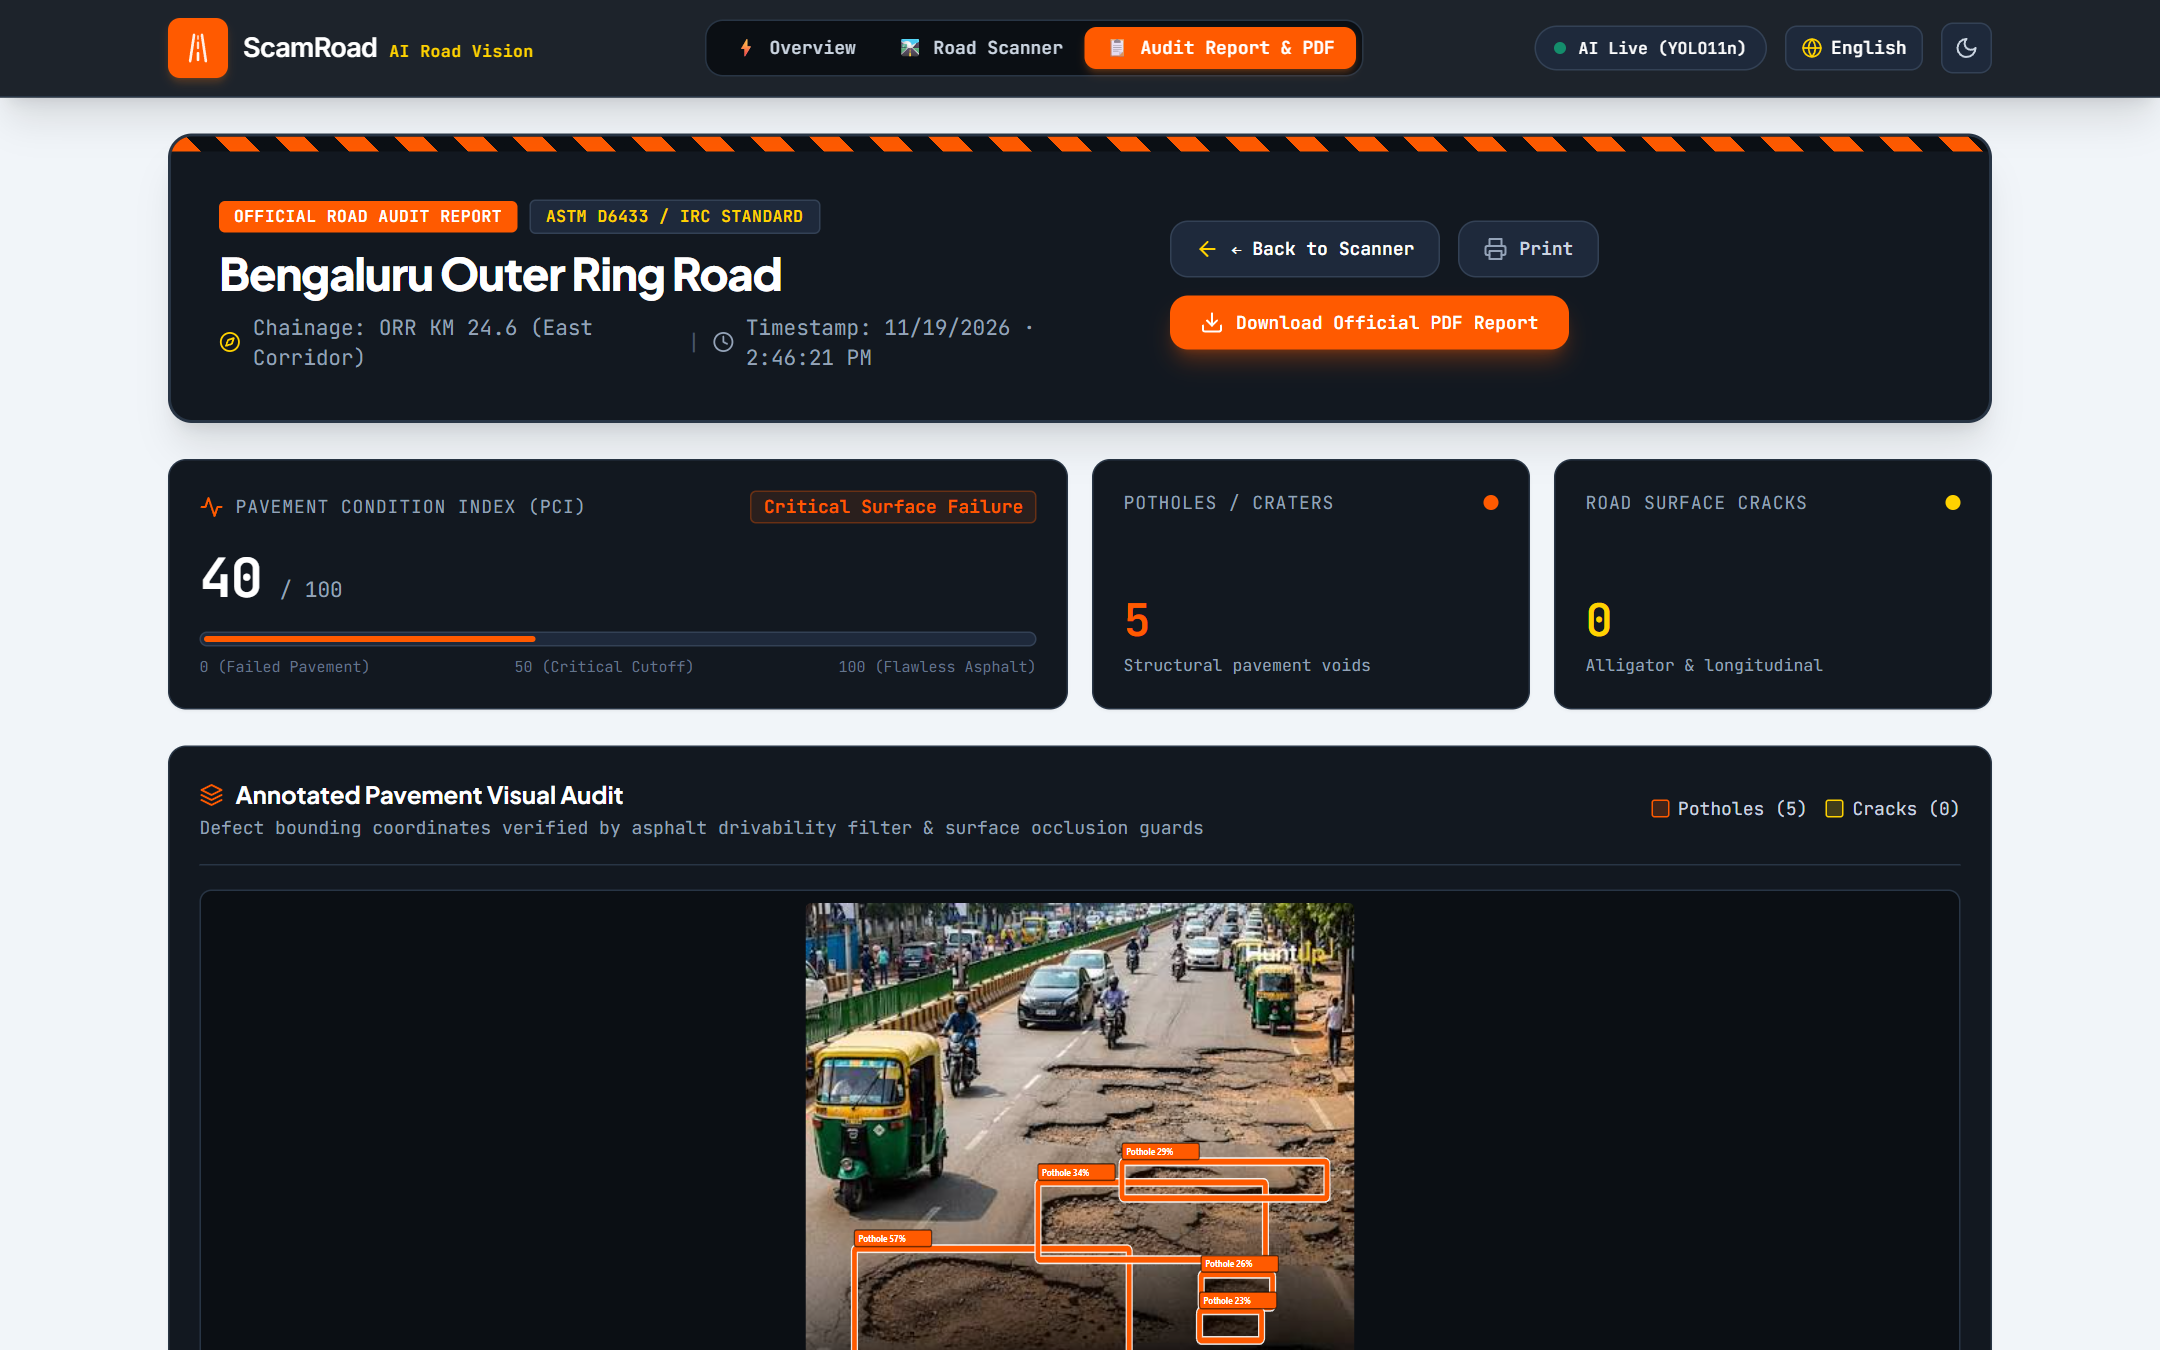 ScamRoad AI Road Vision
Overview
Road Scanner
Audit Report & PDF
AI Live (YOLO11n)
English
OFFICIAL ROAD AUDIT REPORT
ASTM D6433 / IRC STANDARD
Bengaluru Outer Ring Road
Chainage: ORR KM 24.6 (East
Corridor)
| Timestamp: 11/19/2026 ·
2:46:21 PM
← Back to Scanner
Print
Download Official PDF Report
PAVEMENT CONDITION INDEX (PCI)
Critical Surface Failure
40 / 100
0 (Failed Pavement)
50 (Critical Cutoff)
100 (Flawless Asphalt)
POTHOLES / CRATERS
5
Structural pavement voids
ROAD SURFACE CRACKS
0
Alligator & longitudinal
Annotated Pavement Visual Audit
Defect bounding coordinates verified by asphalt drivability filter & surface occlusion guards
Potholes (5)
Cracks (0)
HuntUp
Pothole 29%
Pothole 34%
Pothole 57%
Pothole 26%
Pothole 23%